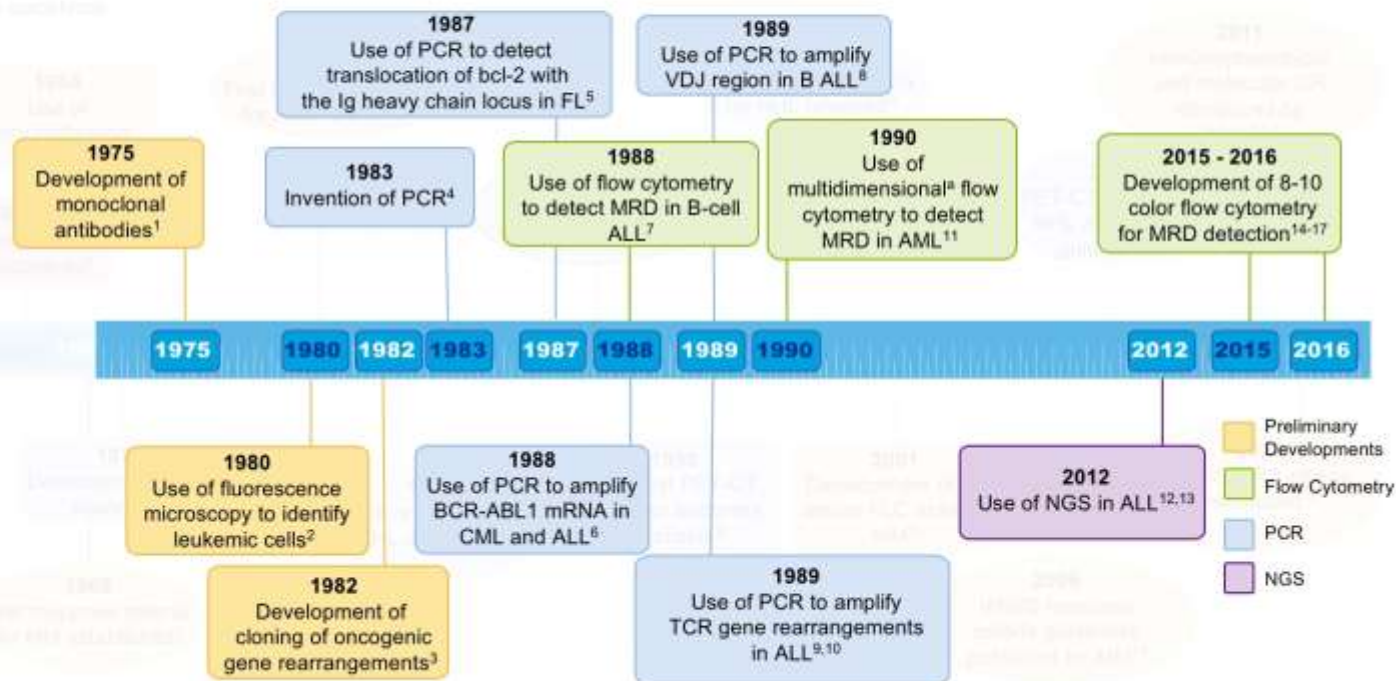 1987
Use of PCR to detect
translocation of bcl-2 with
the Ig heavy chain locus in FL⁵
1989
Use of PCR to amplify
VDJ region in B ALL⁸
1975
Development of
monoclonal
antibodies¹
1983
Invention of PCR⁴
1988
Use of flow cytometry
to detect MRD in B-cell
ALL⁷
1990
Use of
multidimensionalᵃ flow
cytometry to detect
MRD in AML¹¹
2015 - 2016
Development of 8-10
color flow cytometry
for MRD detection¹⁴⁻¹⁷
1975 1980 1982 1983 1987 1988 1989 1990 2012 2015 2016
1980
Use of fluorescence
microscopy to identify
leukemic cells²
1982
Development of
cloning of oncogenic
gene rearrangements³
1988
Use of PCR to amplify
BCR-ABL1 mRNA in
CML and ALL⁶
1989
Use of PCR to amplify
TCR gene rearrangements
in ALL⁹,¹⁰
2012
Use of NGS in ALL¹²,¹³
Preliminary
Developments
Flow Cytometry
PCR
NGS